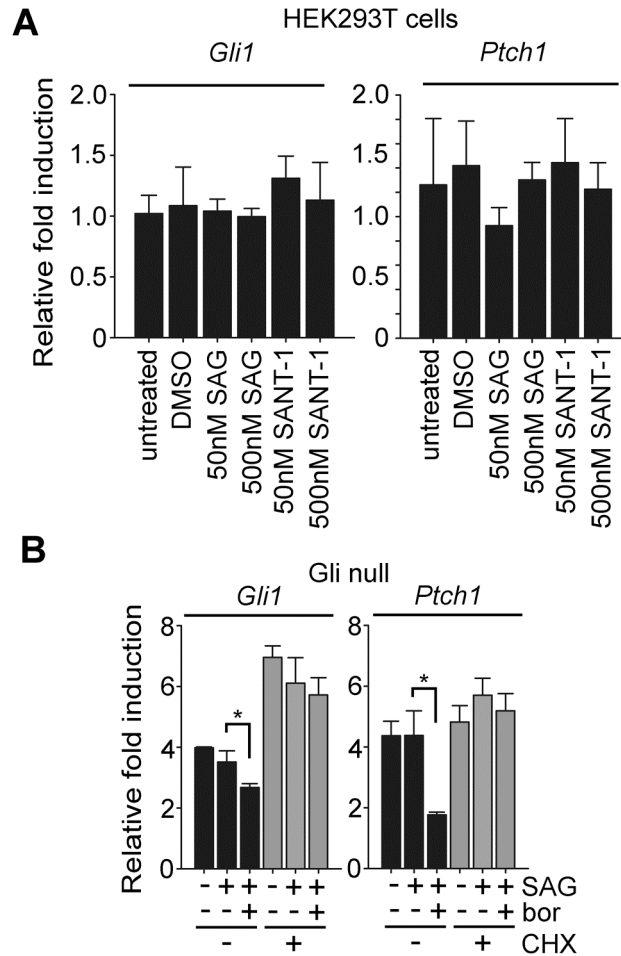 A
HEK293T cells
Gli1
Ptch1
Relative fold induction
2.0
1.5
1.0
0.5
0
2.0
1.5
1.0
0.5
0
untreated
DMSO
50nM SAG
500nM SAG
50nM SANT-1
500nM SANT-1
untreated
DMSO
50nM SAG
500nM SAG
50nM SANT-1
500nM SANT-1
B
Gli null
Gli1
Ptch1
Relative fold induction
8
6
4
2
0
*
8
6
4
2
0
*
- + + - + + - + + - + + SAG
- - + - - + - - + - - + bor
- + - + CHX